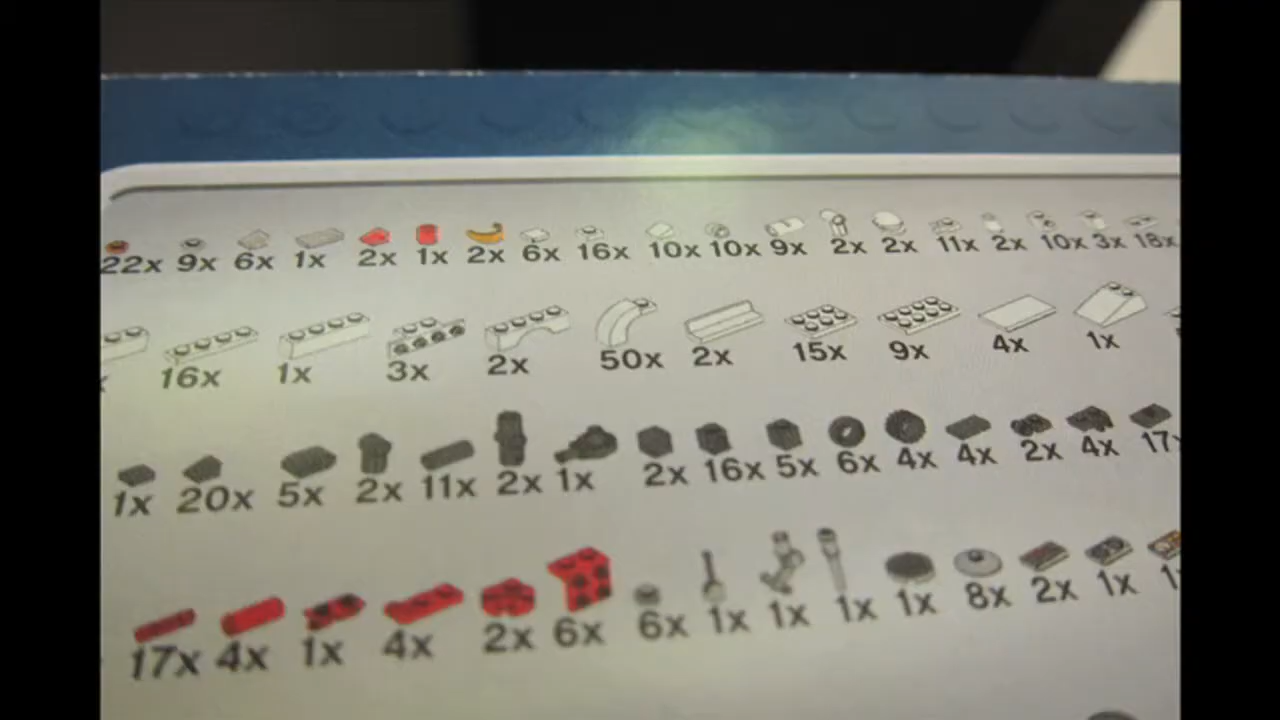 22x 9x 6x 1x 2x 1x 2x 6x 16x 10x 10x 9x 2x 2x 11x 2x 10x 3x 18x
16x 1x 3x 2x 50x 2x 15x 9x 4x 1x
1x 20x 5x 2x 11x 2x 1x 2x 16x 5x 6x 4x 4x 2x 4x 17x
17x 4x 1x 4x 2x 6x 6x 1x 1x 1x 1x 8x 2x 1x